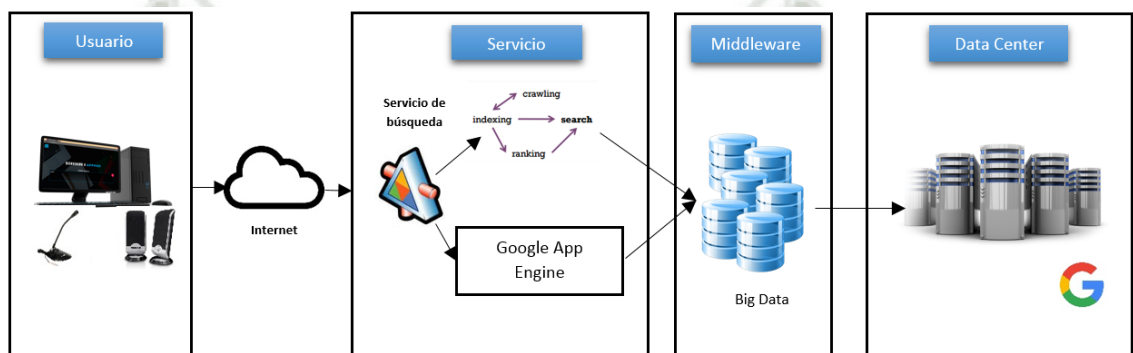 Usuario
Servicio
Middleware
Data Center
Servicio de
búsqueda
crawling
indexing
search
ranking
Internet
Google App
Engine
Big Data
G